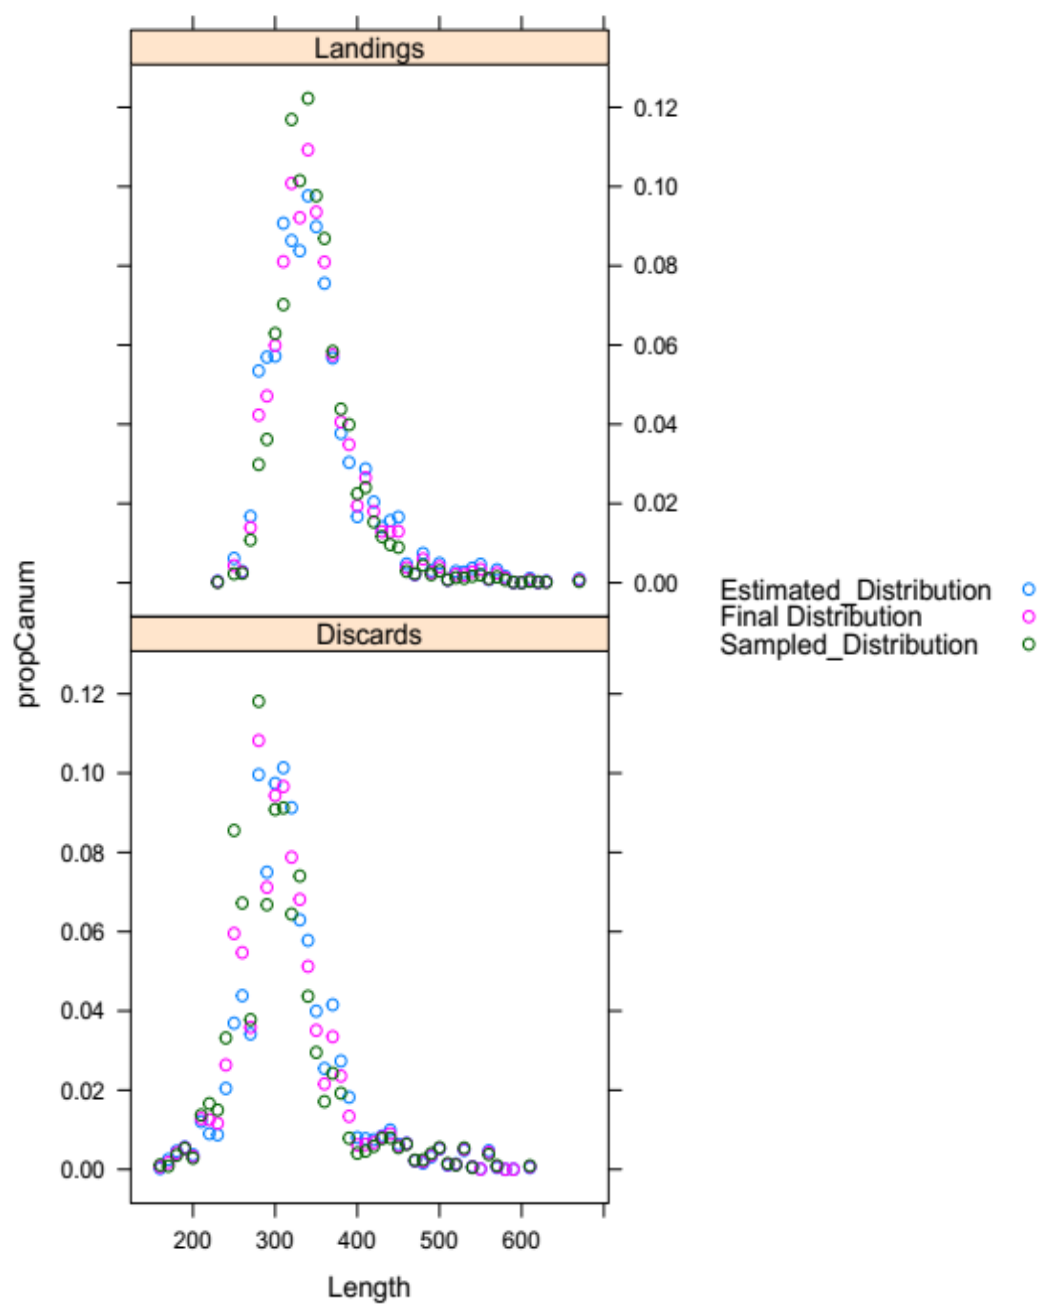 Landings
0.12
0.10
0.08
0.06
0.04
0.02
0.00
propCanum
Estimated_Distribution
Final Distribution
Sampled_Distribution
Discards
0.12
0.10
0.08
0.06
0.04
0.02
0.00
200 300 400 500 600
Length